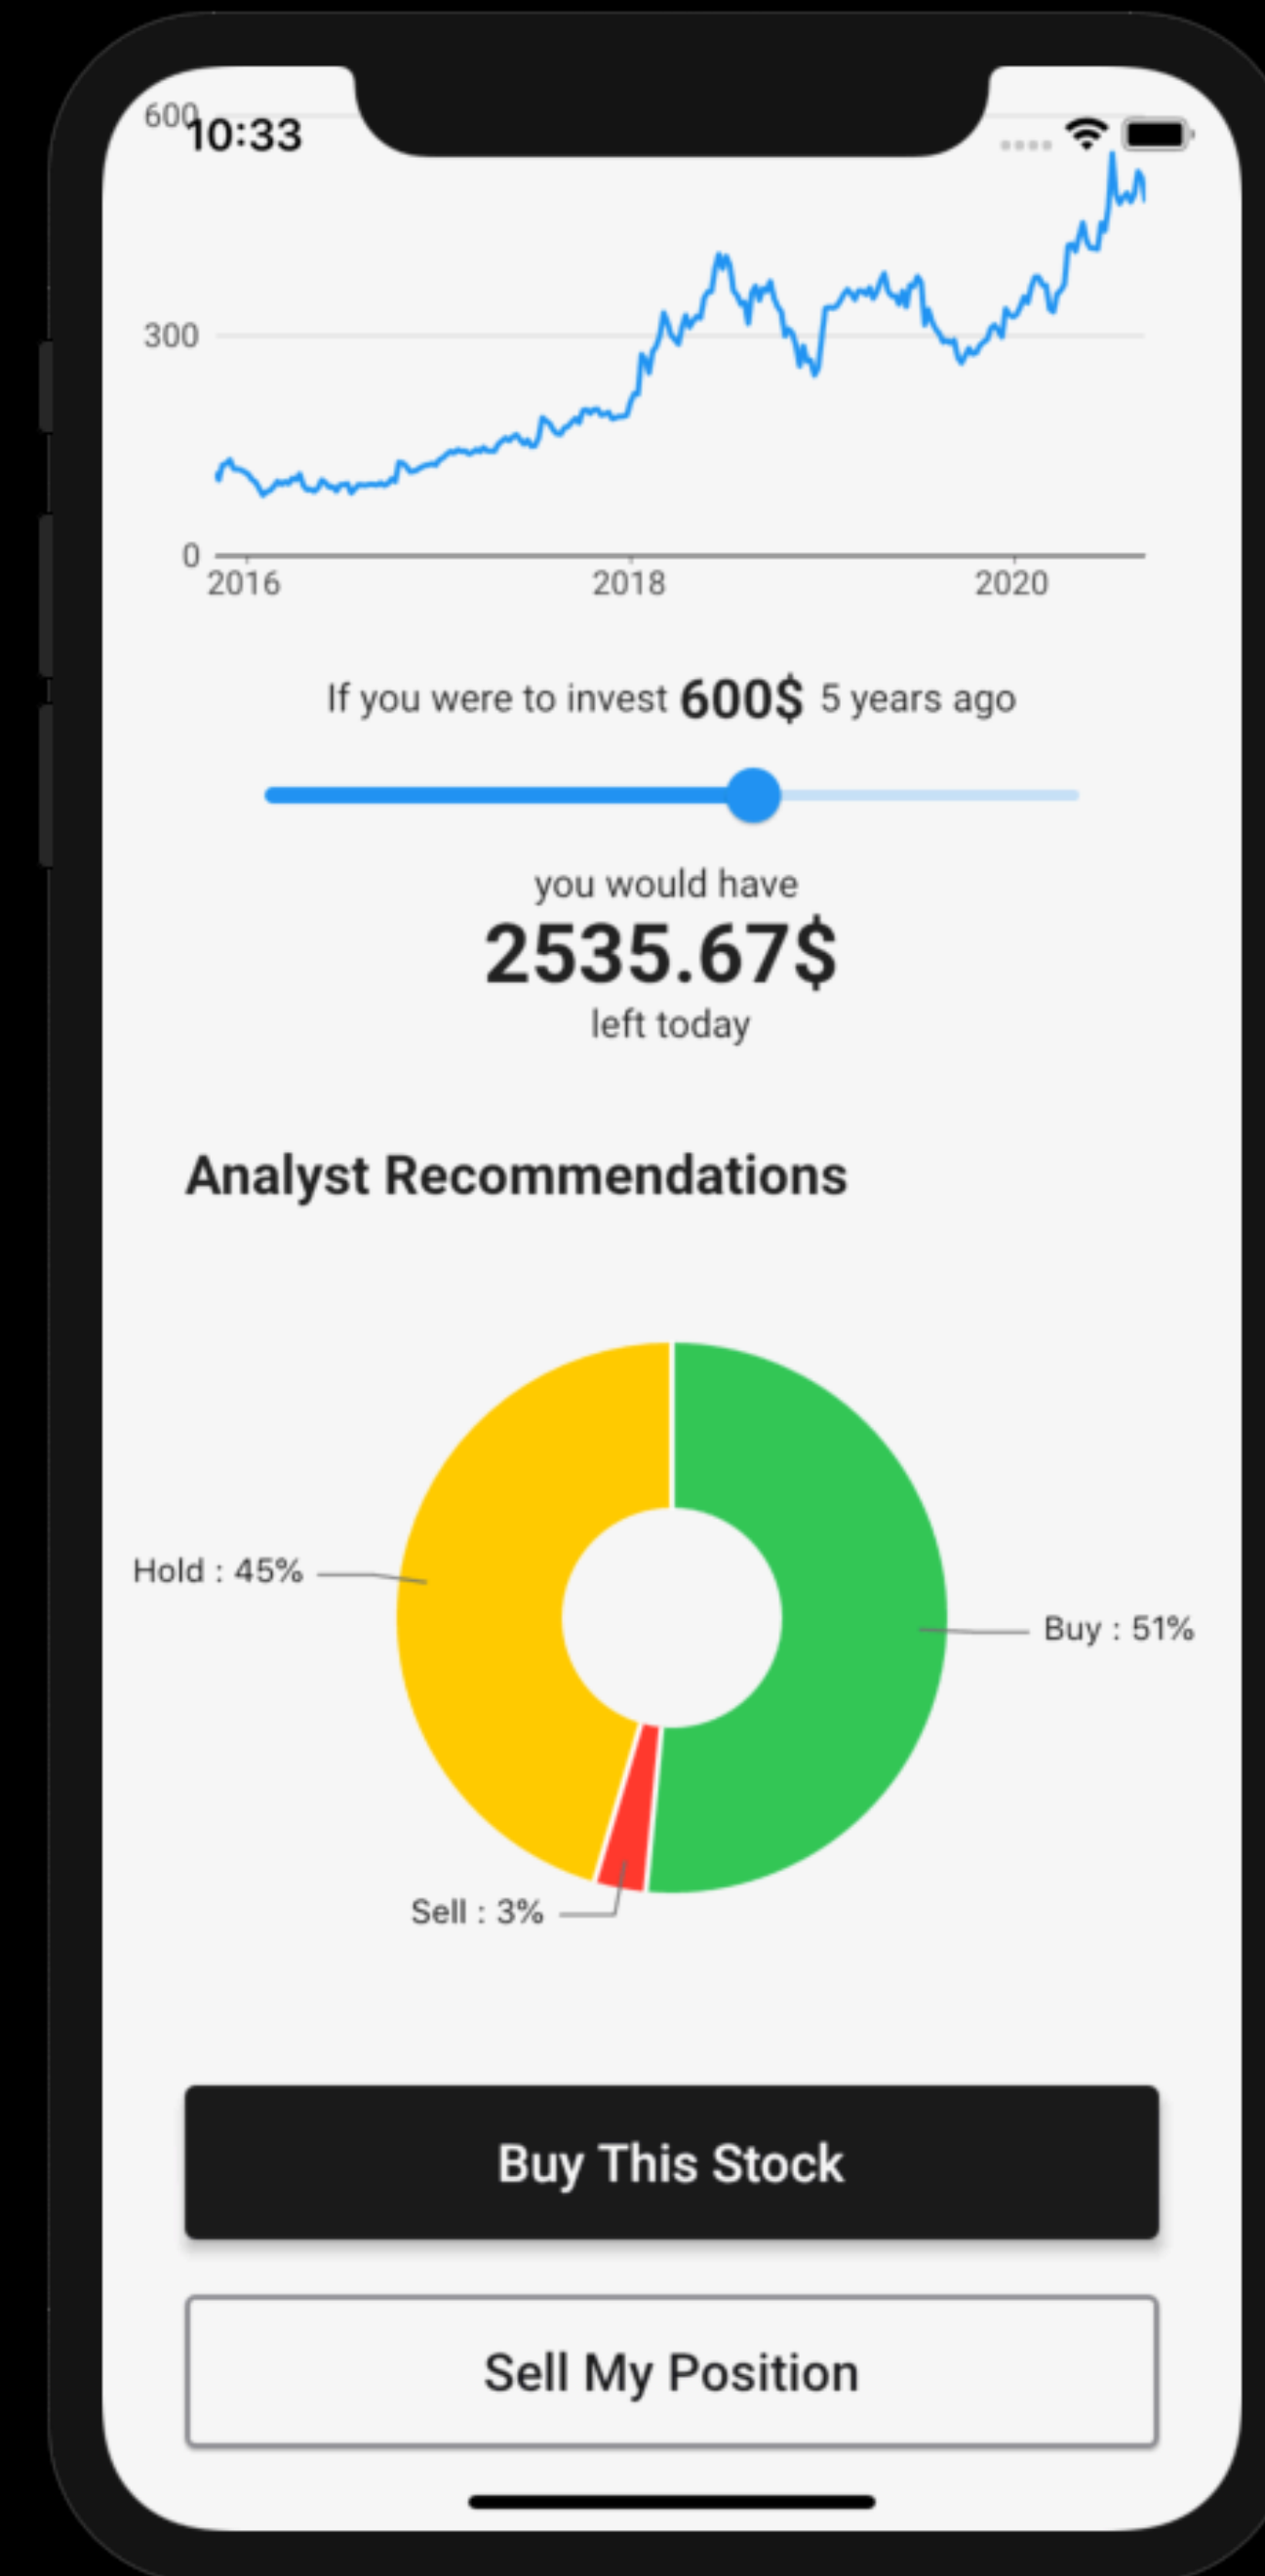 600
10:33
300
0
2016 2018 2020
If you were to invest 600$ 5 years ago
you would have
2535.67$
left today
Analyst Recommendations
Hold : 45%
Buy : 51%
Sell : 3%
Buy This Stock
Sell My Position